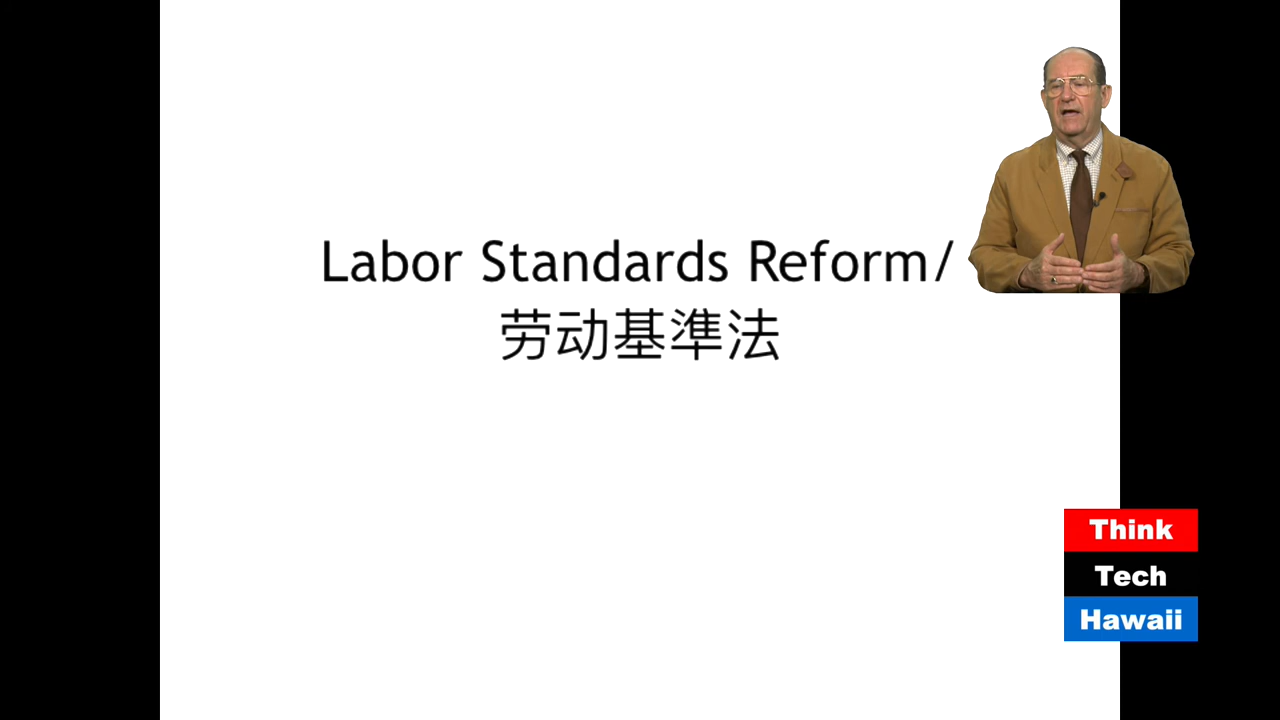 Labor Standards Reform/
劳动基準法
Think
Tech
Hawaii